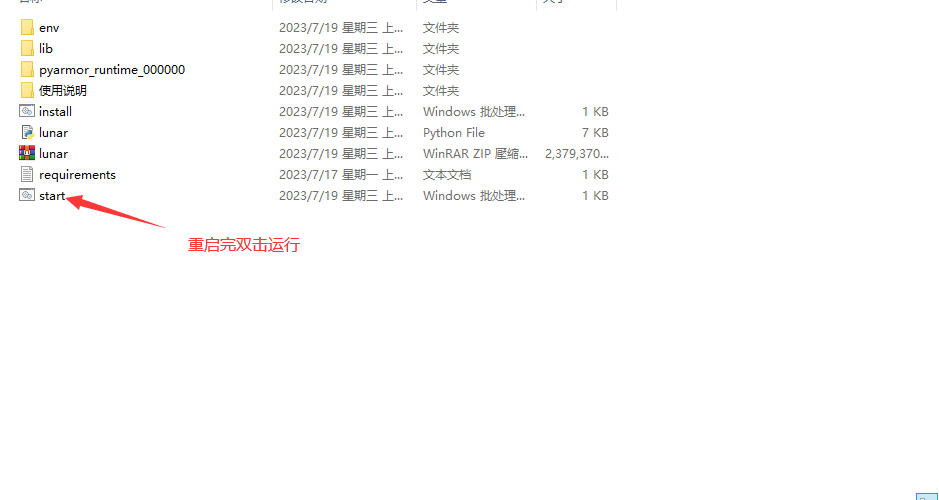 env 2023/7/19 星期三 上... 文件夹
lib 2023/7/19 星期三 上... 文件夹
pyarmor_runtime_000000 2023/7/19 星期三 上... 文件夹
使用说明 2023/7/19 星期三 上... 文件夹
install 2023/7/19 星期三 上... Windows 批处理... 1 KB
lunar 2023/7/19 星期三 上... Python File 7 KB
lunar 2023/7/19 星期三 上... WinRAR ZIP 壓縮... 2,379,370...
requirements 2023/7/17 星期一 上... 文本文档 1 KB
start 2023/7/19 星期三 上... Windows 批处理... 1 KB
重启完双击运行